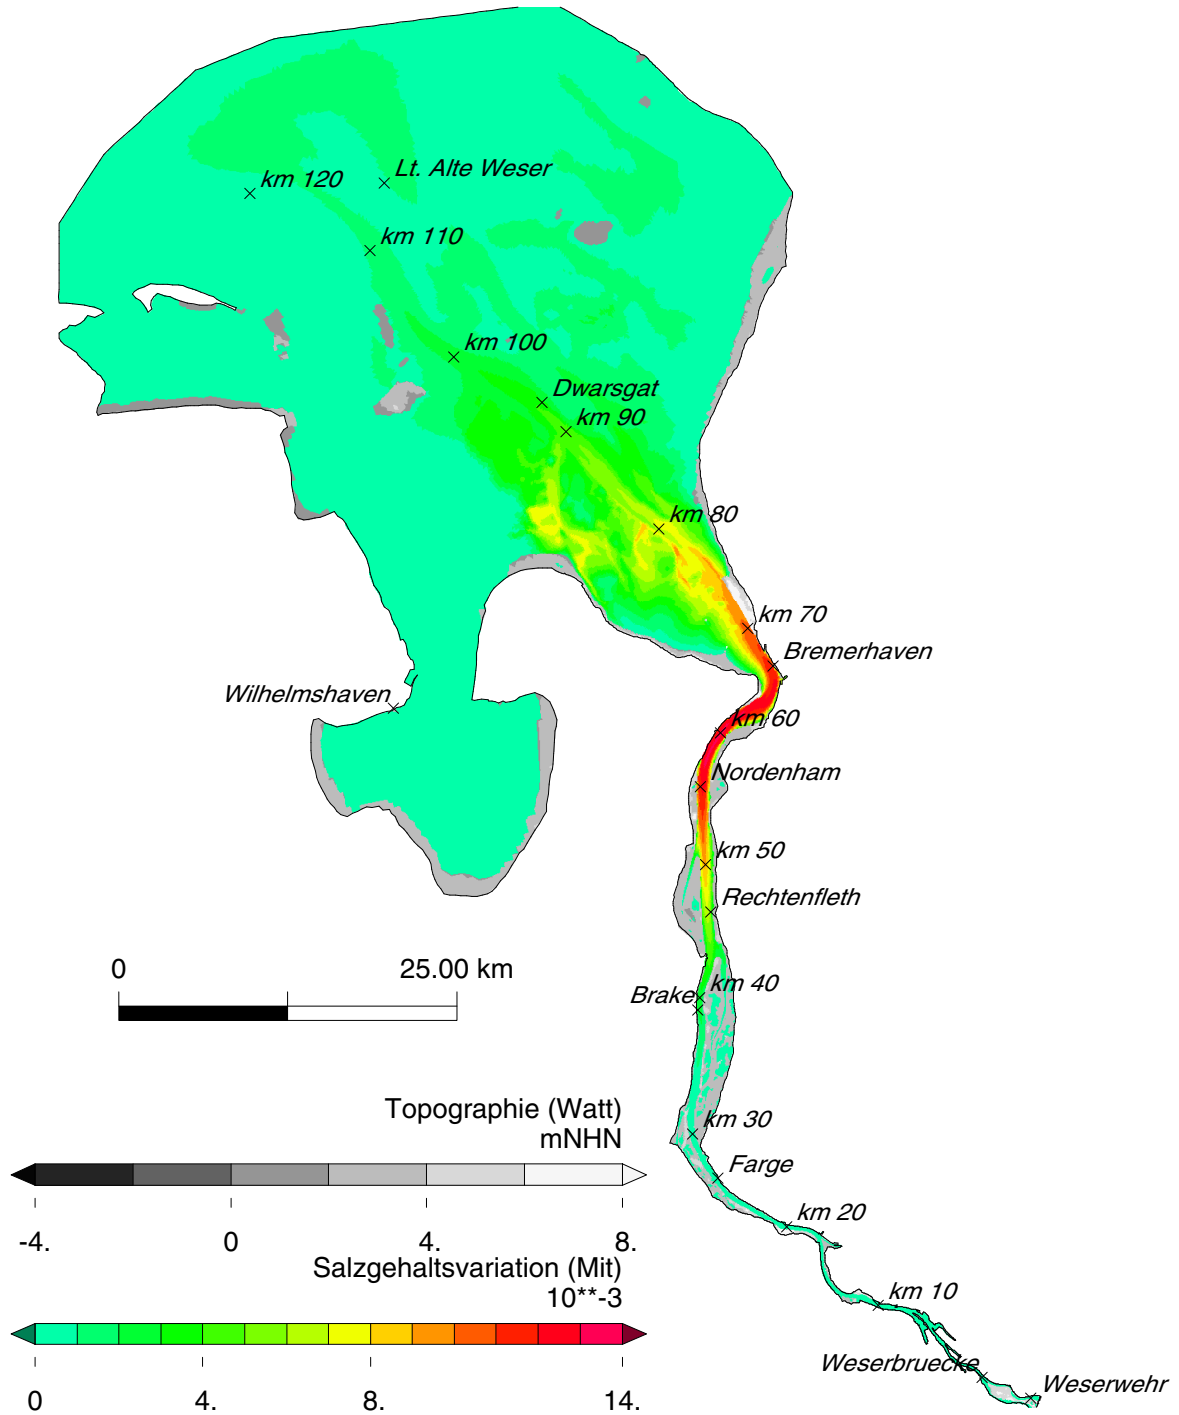 Lt. Alte Weser
km 120
km 110
km 100
Dwarsgat
km 90
km 80
km 70
Bremerhaven
Wilhelmshaven
km 60
Nordenham
km 50
Rechtenfleth
0 25.00 km
km 40
Brake
Topographie (Watt)
mNHN
km 30
Farge
-4. 0 4. 8.
km 20
Salzgehaltsvariation (Mit)
10**-3
km 10
0 4. 8. 14.
Weserbruecke
Weserwehr